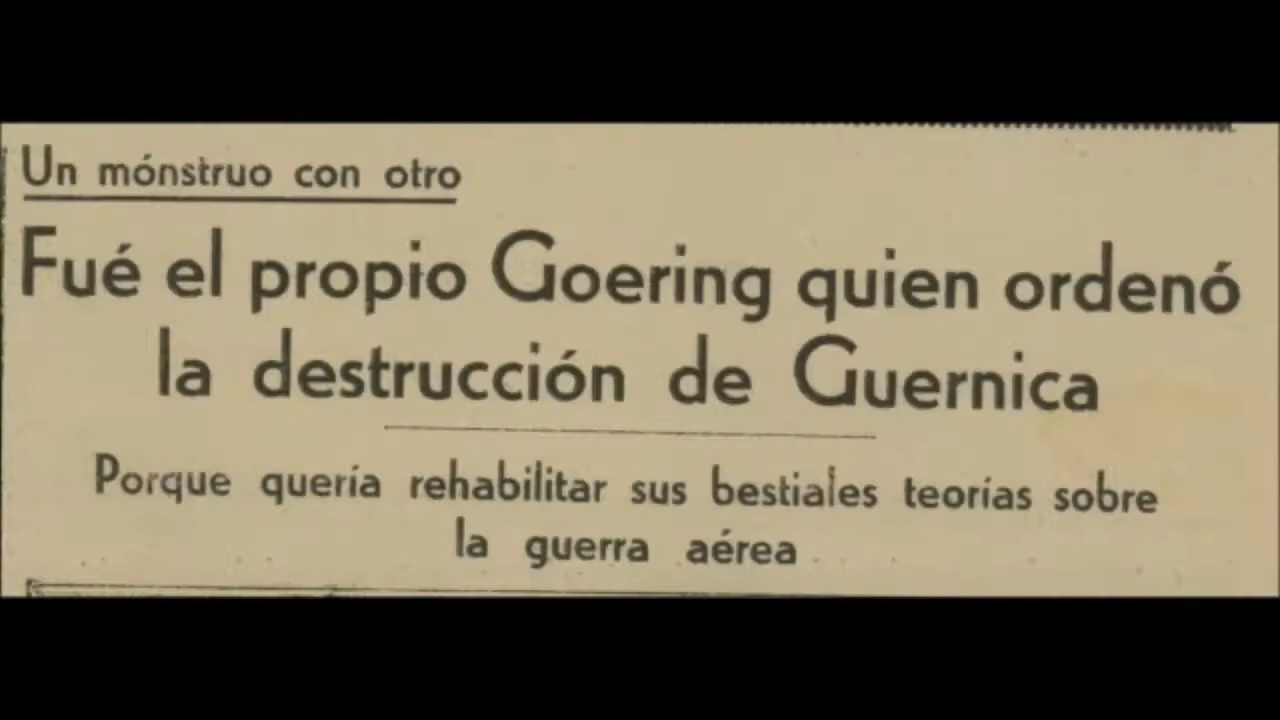 Un mónstruo con otro
Fué el propio Goering quien ordenó
la destrucción de Guernica
Porque quería rehabilitar sus bestiales teorías sobre
la guerra aérea